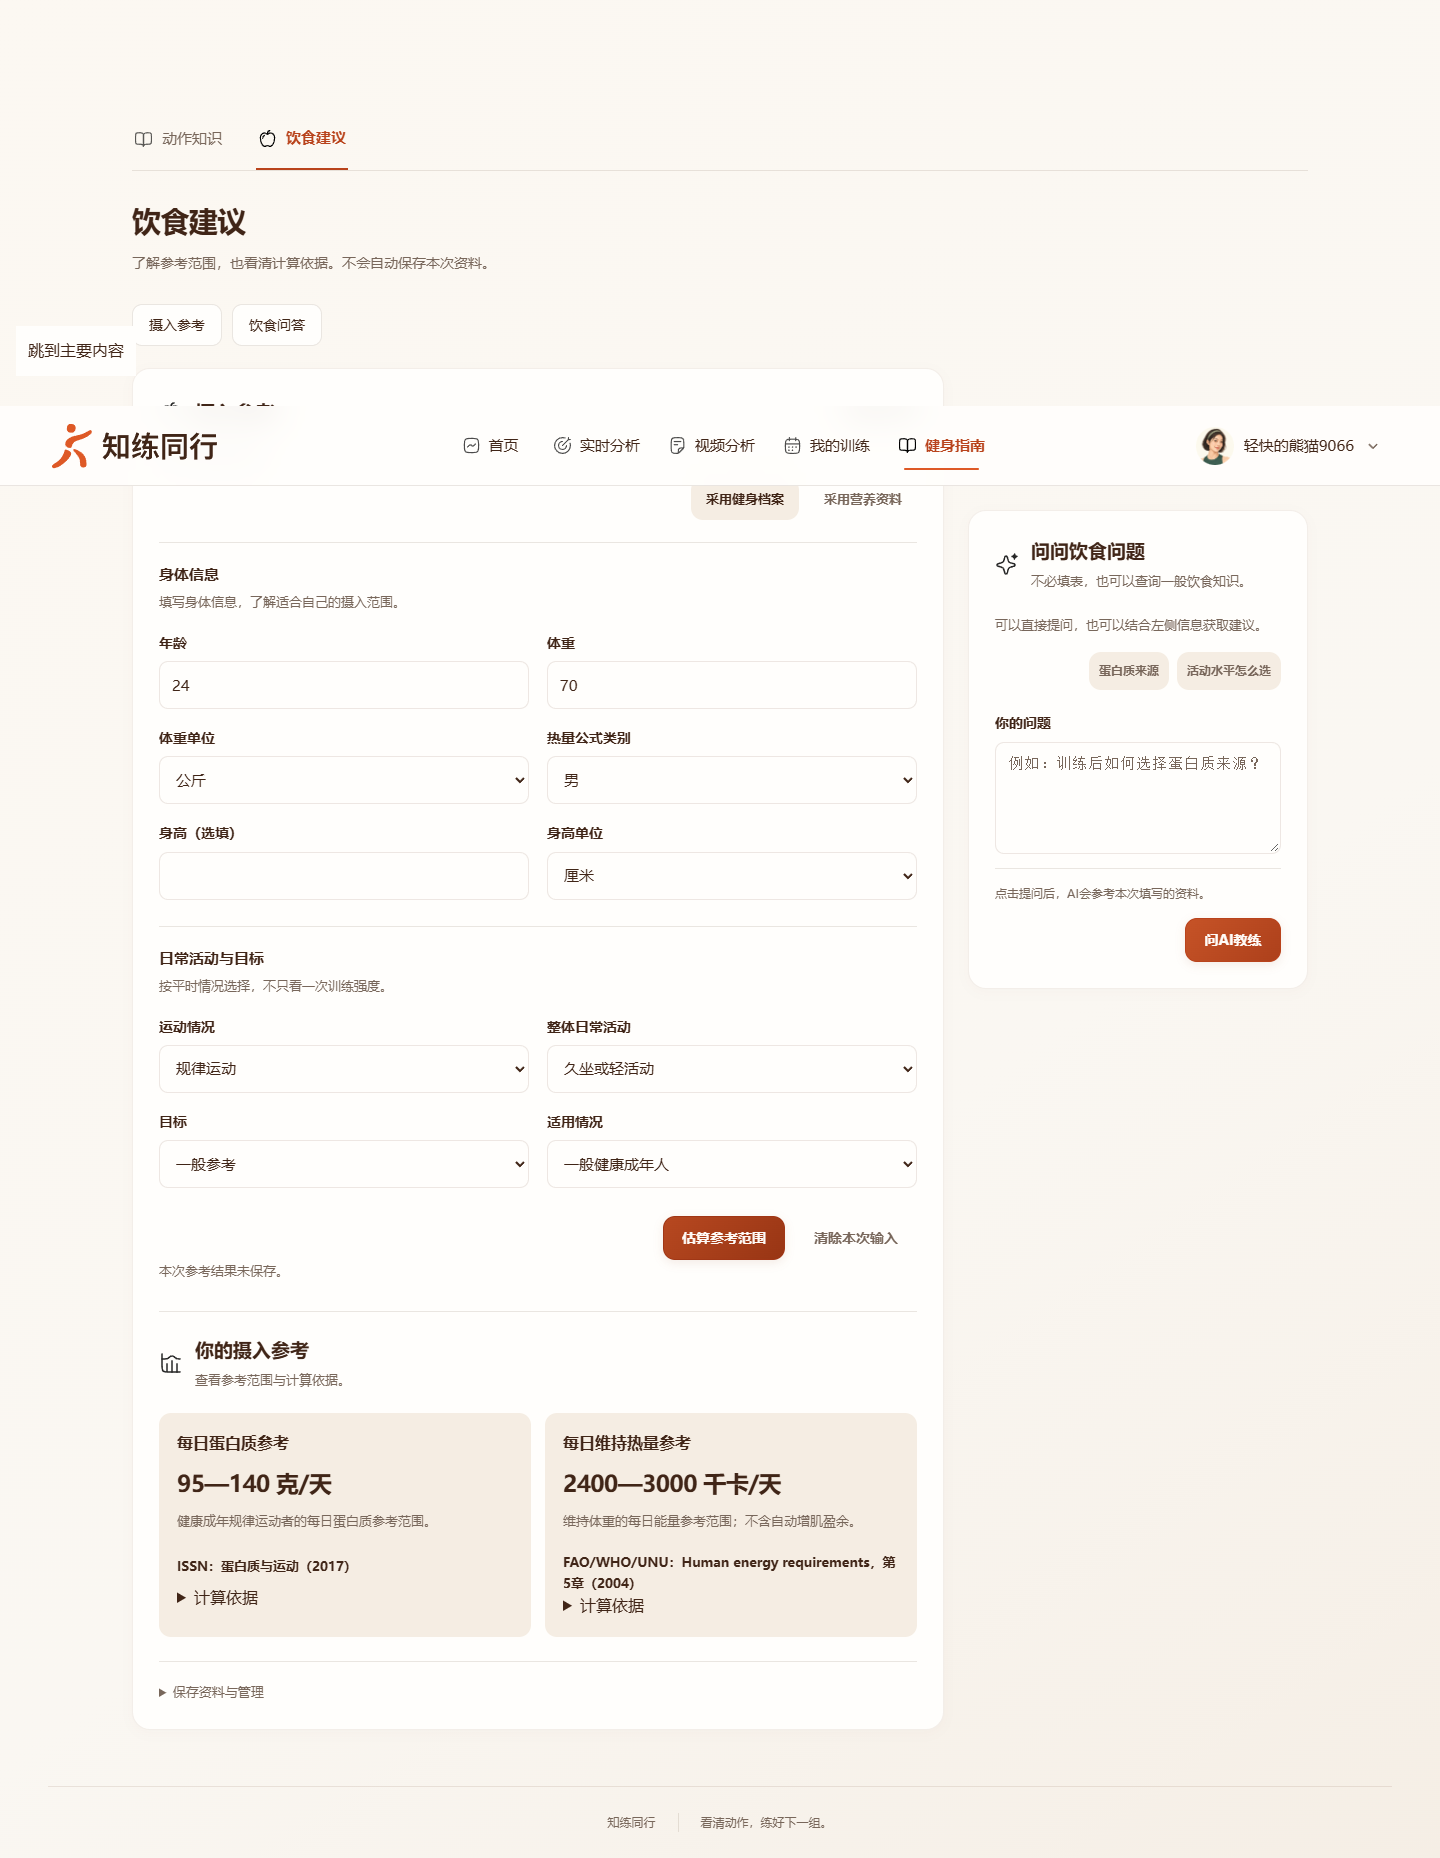 动作知识
饮食建议
饮食建议
了解参考范围，也看清计算依据。不会自动保存本次资料。
摄入参考
饮食问答
跳到主要内容
知练同行
首页
实时分析
视频分析
我的训练
健身指南
轻快的熊猫9066
采用健身档案
采用营养资料
身体信息
填写身体信息，了解适合自己的摄入范围。
年龄
体重
24
70
体重单位
热量公式类别
公斤
男
身高（选填）
身高单位
厘米
日常活动与目标
按平时情况选择，不只看一次训练强度。
运动情况
整体日常活动
规律运动
久坐或轻活动
目标
适用情况
一般参考
一般健康成年人
估算参考范围
清除本次输入
本次参考结果未保存。
你的摄入参考
查看参考范围与计算依据。
每日蛋白质参考
95—140 克/天
健康成年规律运动者的每日蛋白质参考范围。
ISSN：蛋白质与运动（2017）
计算依据
每日维持热量参考
2400—3000 千卡/天
维持体重的每日能量参考范围；不含自动增肌盈余。
FAO/WHO/UNU：Human energy requirements，第
5章（2004）
计算依据
保存资料与管理
问问饮食问题
不必填表，也可以查询一般饮食知识。
可以直接提问，也可以结合左侧信息获取建议。
蛋白质来源
活动水平怎么选
你的问题
例如：训练后如何选择蛋白质来源？
点击提问后，AI会参考本次填写的资料。
问AI教练
知练同行
看清动作，练好下一组。